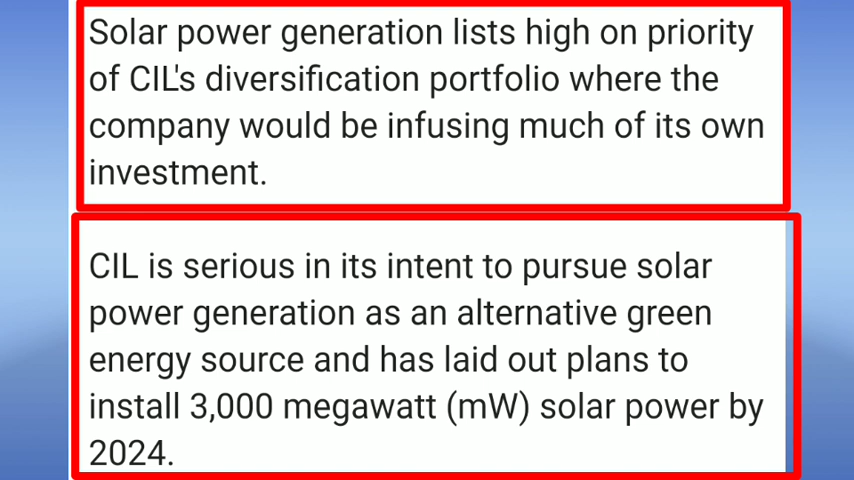 Solar power generation lists high on priority
of CIL's diversification portfolio where the
company would be infusing much of its own
investment.
CIL is serious in its intent to pursue solar
power generation as an alternative green
energy source and has laid out plans to
install 3,000 megawatt (mW) solar power by
2024.